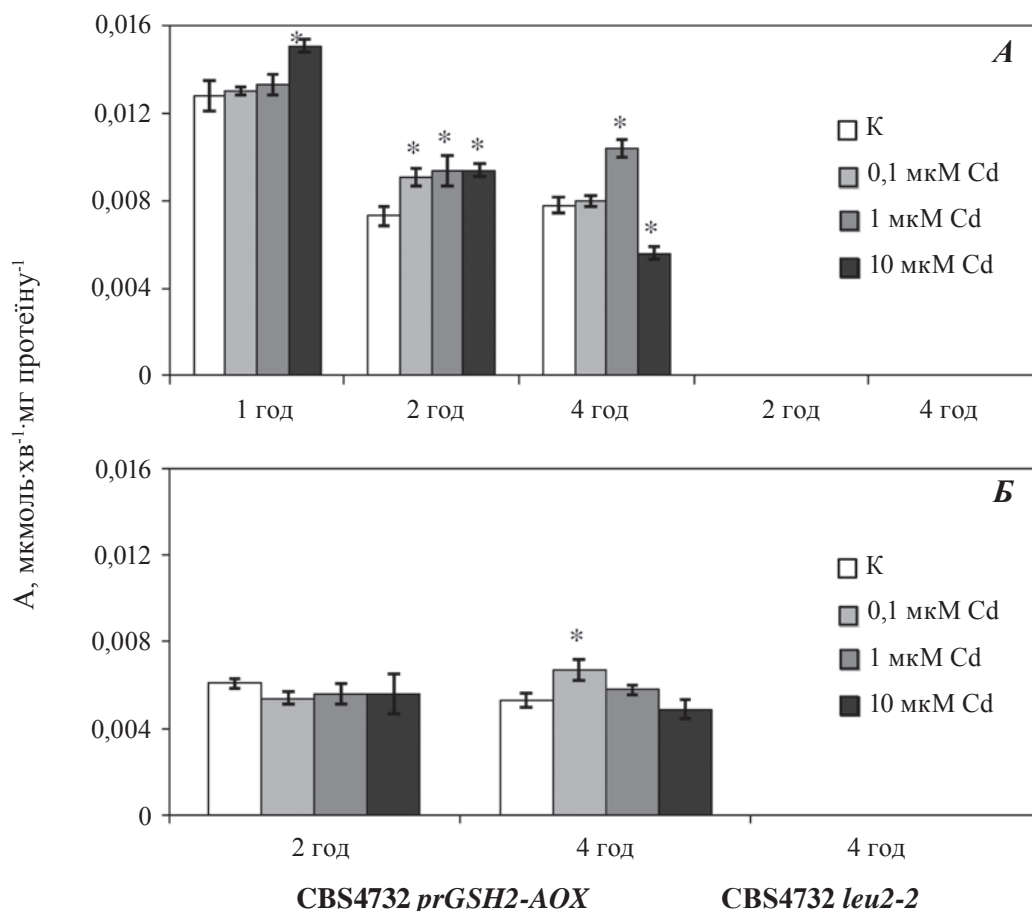 А, мкмоль·хв⁻¹·мг протеїну⁻¹
0,016
0,012
0,008
0,004
0
*
* * *
*
*
А
К
0,1 мкМ Cd
1 мкМ Cd
10 мкМ Cd
1 год 2 год 4 год 2 год 4 год
0,016
0,012
0,008
0,004
0
*
Б
К
0,1 мкМ Cd
1 мкМ Cd
10 мкМ Cd
2 год 4 год 4 год
CBS4732 prGSH2-AOX CBS4732 leu2-2